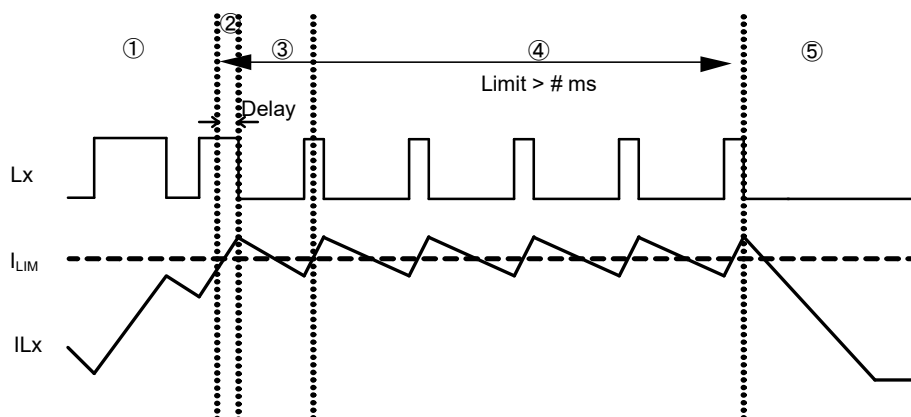 ① ② ③ ④ ⑤
Limit > # ms
Delay
Lx
ILIM
ILx